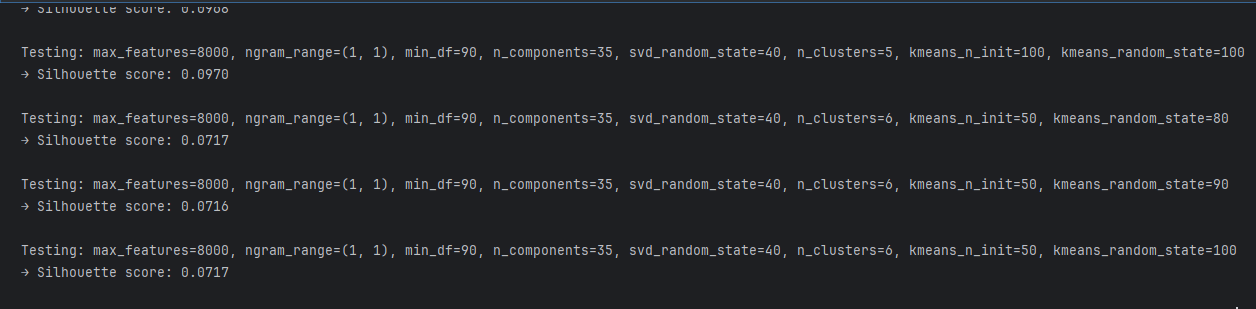 → Silhouette score: 0.0968
Testing: max_features=8000, ngram_range=(1, 1), min_df=90, n_components=35, svd_random_state=40, n_clusters=5, kmeans_n_init=100, kmeans_random_state=100
→ Silhouette score: 0.0970
Testing: max_features=8000, ngram_range=(1, 1), min_df=90, n_components=35, svd_random_state=40, n_clusters=6, kmeans_n_init=50, kmeans_random_state=80
→ Silhouette score: 0.0717
Testing: max_features=8000, ngram_range=(1, 1), min_df=90, n_components=35, svd_random_state=40, n_clusters=6, kmeans_n_init=50, kmeans_random_state=90
→ Silhouette score: 0.0716
Testing: max_features=8000, ngram_range=(1, 1), min_df=90, n_components=35, svd_random_state=40, n_clusters=6, kmeans_n_init=50, kmeans_random_state=100
→ Silhouette score: 0.0717